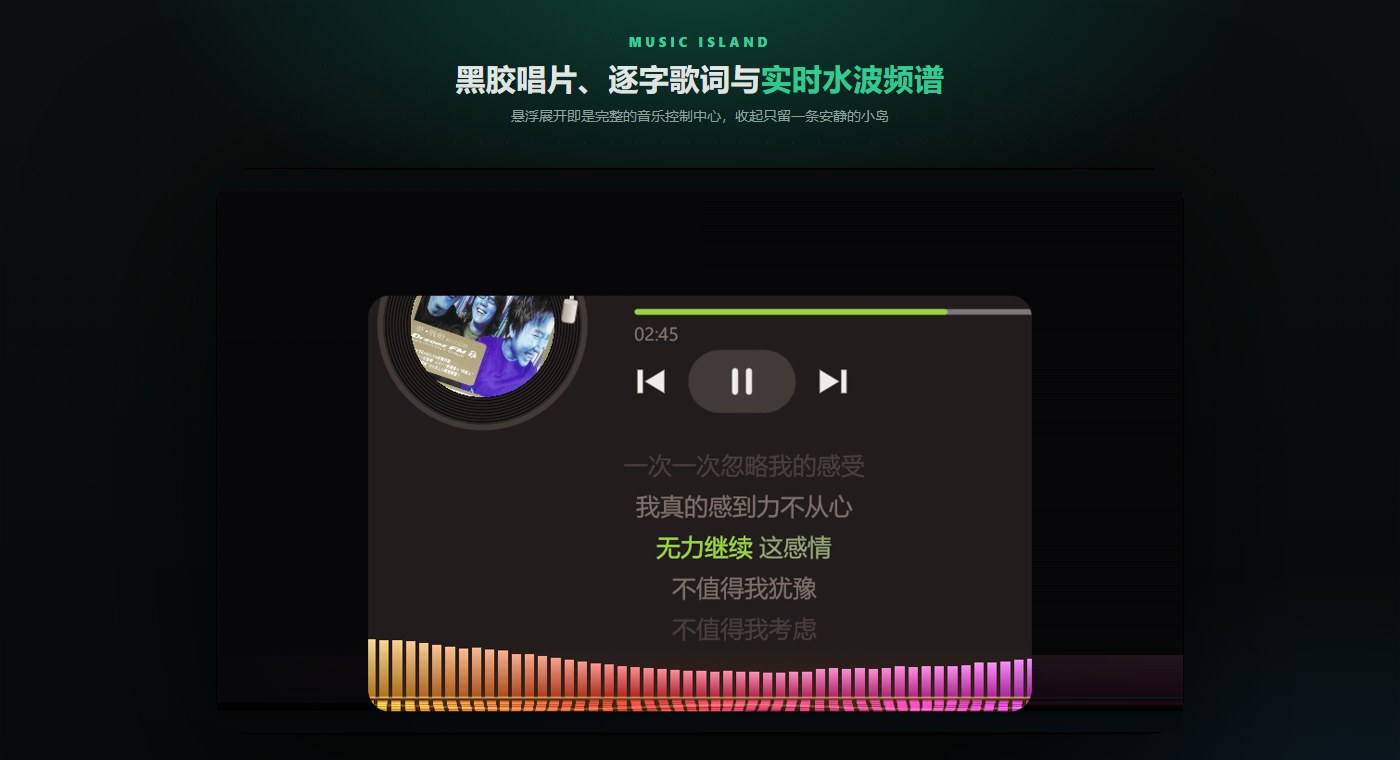 MUSIC ISLAND
黑胶唱片、逐字歌词与实时水波频谱
悬浮展开即是完整的音乐控制中心，收起只留一条安静的小岛
02:45
一次一次忽略我的感受
我真的感到力不从心
无力继续 这感情
不值得我犹豫
不值得我考虑